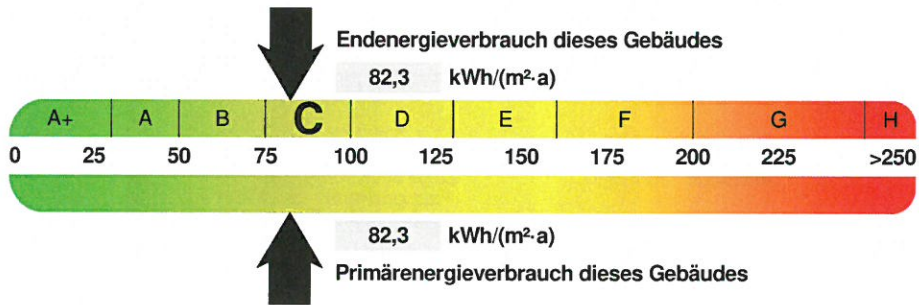 Endenergieverbrauch dieses Gebäudes
82,3 kWh/(m²·a)
A+ A B C D E F G H
0 25 50 75 100 125 150 175 200 225 >250
82,3 kWh/(m²·a)
Primärenergieverbrauch dieses Gebäudes